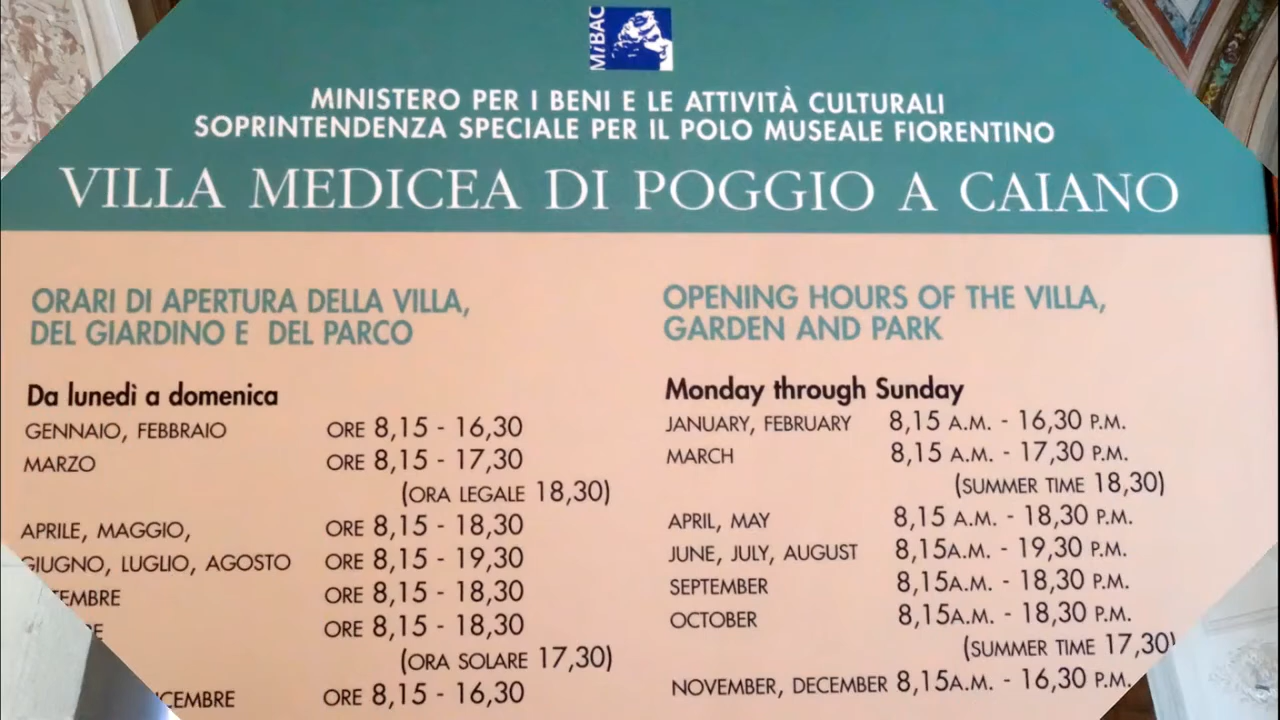 MiBAC
MINISTERO PER I BENI E LE ATTIVITÀ CULTURALI
SOPRINTENDENZA SPECIALE PER IL POLO MUSEALE FIORENTINO
VILLA MEDICEA DI POGGIO A CAIANO
ORARI DI APERTURA DELLA VILLA,
DEL GIARDINO E DEL PARCO
Da lunedì a domenica
GENNAIO, FEBBRAIO ORE 8,15 - 16,30
MARZO ORE 8,15 - 17,30
(ORA LEGALE 18,30)
APRILE, MAGGIO, ORE 8,15 - 18,30
GIUGNO, LUGLIO, AGOSTO ORE 8,15 - 19,30
ORE 8,15 - 18,30
ORE 8,15 - 18,30
(ORA SOLARE 17,30)
ORE 8,15 - 16,30
OPENING HOURS OF THE VILLA,
GARDEN AND PARK
Monday through Sunday
JANUARY, FEBRUARY 8,15 A.M. - 16,30 P.M.
MARCH 8,15 A.M. - 17,30 P.M.
(SUMMER TIME 18,30)
APRIL, MAY 8,15 A.M. - 18,30 P.M.
JUNE, JULY, AUGUST 8,15A.M. - 19,30 P.M.
SEPTEMBER 8,15A.M. - 18,30 P.M.
OCTOBER 8,15A.M. - 18,30 P.M.
(SUMMER TIME 17,30)
NOVEMBER, DECEMBER 8,15A.M. - 16,30 P.M.